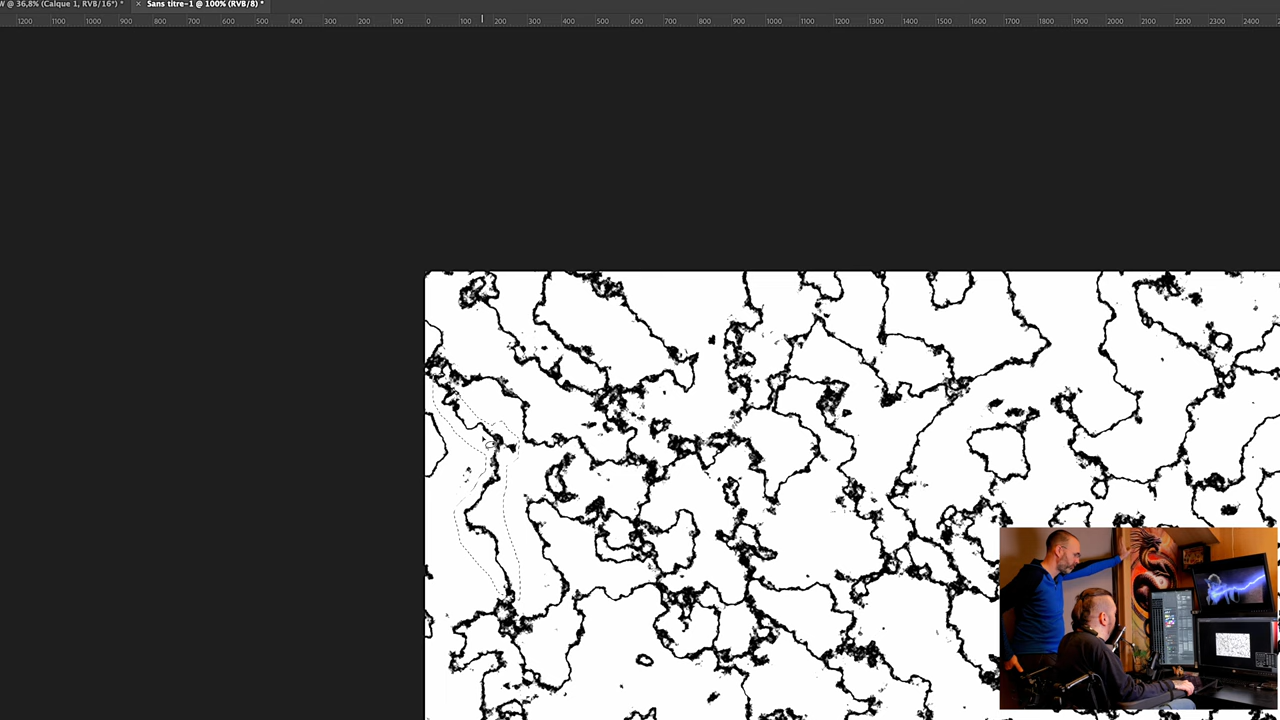 W @ 36,8% (Calque 1, RVB/16*) * × Sans titre-1 @ 100% (RVB/8) *
1200 1100 1000 900 800 700 600 500 400 300 200 100 0 100 200 300 400 500 600 700 800 900 1000 1100 1200 1300 1400 1500 1600 1700 1800 1900 2000 2100 2200 2300 2400